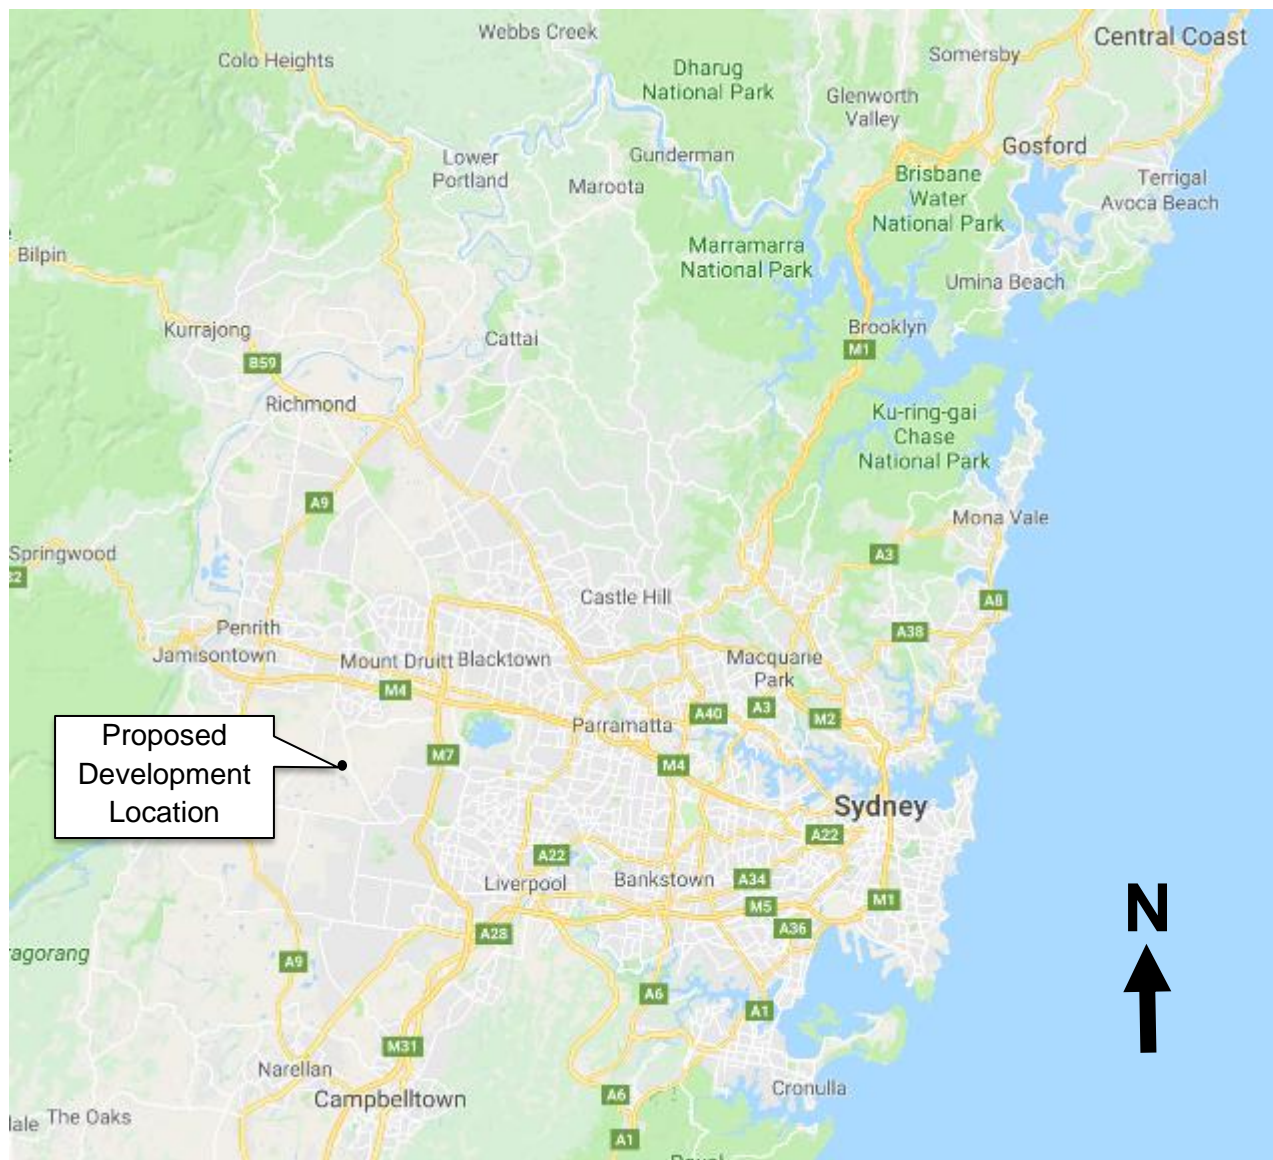 Webbs Creek
Central Coast
Colo Heights
Somersby
Dharug
National Park
Glenworth
Valley
Gosford
Lower
Portland
Gunderman
Maroota
Brisbane
Water
National Park
Terrigal
Avoca Beach
Bilpin
Marramarra
National Park
Umina Beach
Kurrajong
Cattai
Brooklyn
M1
B59
Richmond
Ku-ring-gai
Chase
National Park
A9
Mona Vale
Springwood
A3
32
Castle Hill
A8
Penrith
A38
Jamisontown
Mount Druitt
Blacktown
Macquarie
Park
M4
A40
A3
M2
Parramatta
Proposed
Development
Location
M7
M4
Sydney
A22
A22
Liverpool
Bankstown
A34
M1
M5
A36
A28
N
agorang
A9
A6
A1
M31
Narellan
Campbelltown
A6
Cronulla
dale
The Oaks
A1